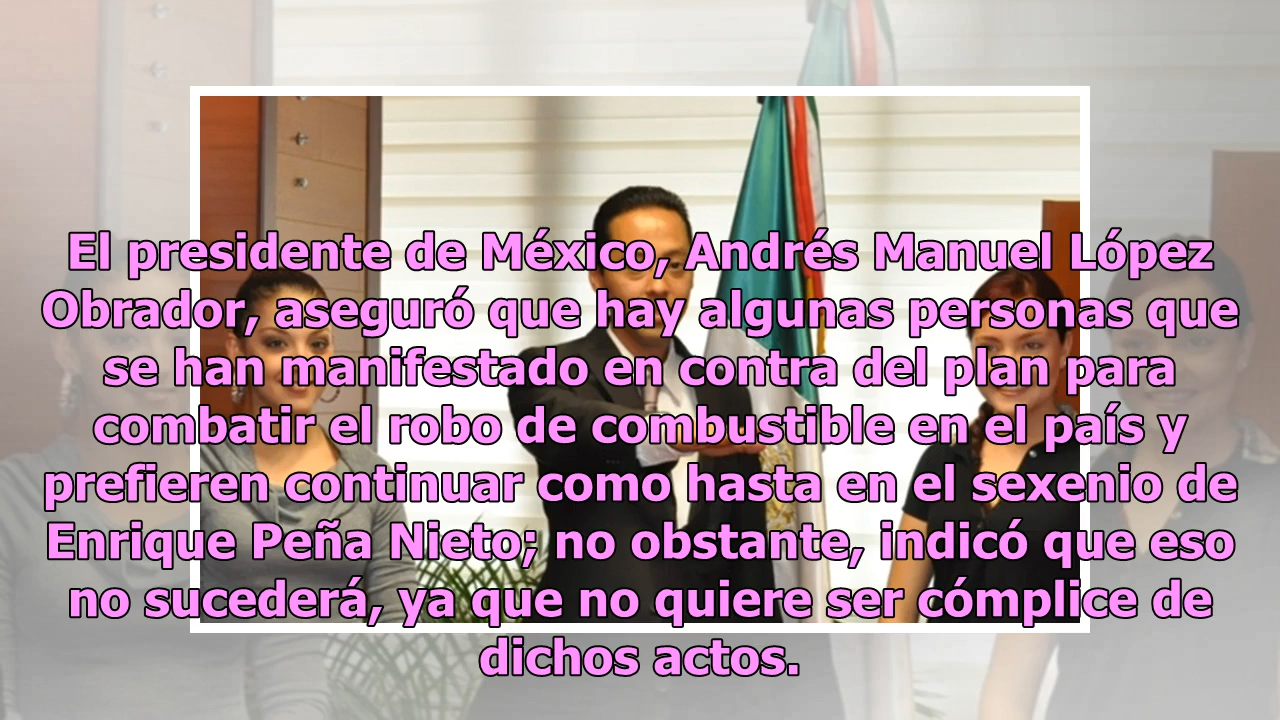 El presidente de México, Andrés Manuel López
Obrador, aseguró que hay algunas personas que
se han manifestado en contra del plan para
combatir el robo de combustible en el país y
prefieren continuar como hasta en el sexenio de
Enrique Peña Nieto; no obstante, indicó que eso
no sucederá, ya que no quiere ser cómplice de
dichos actos.